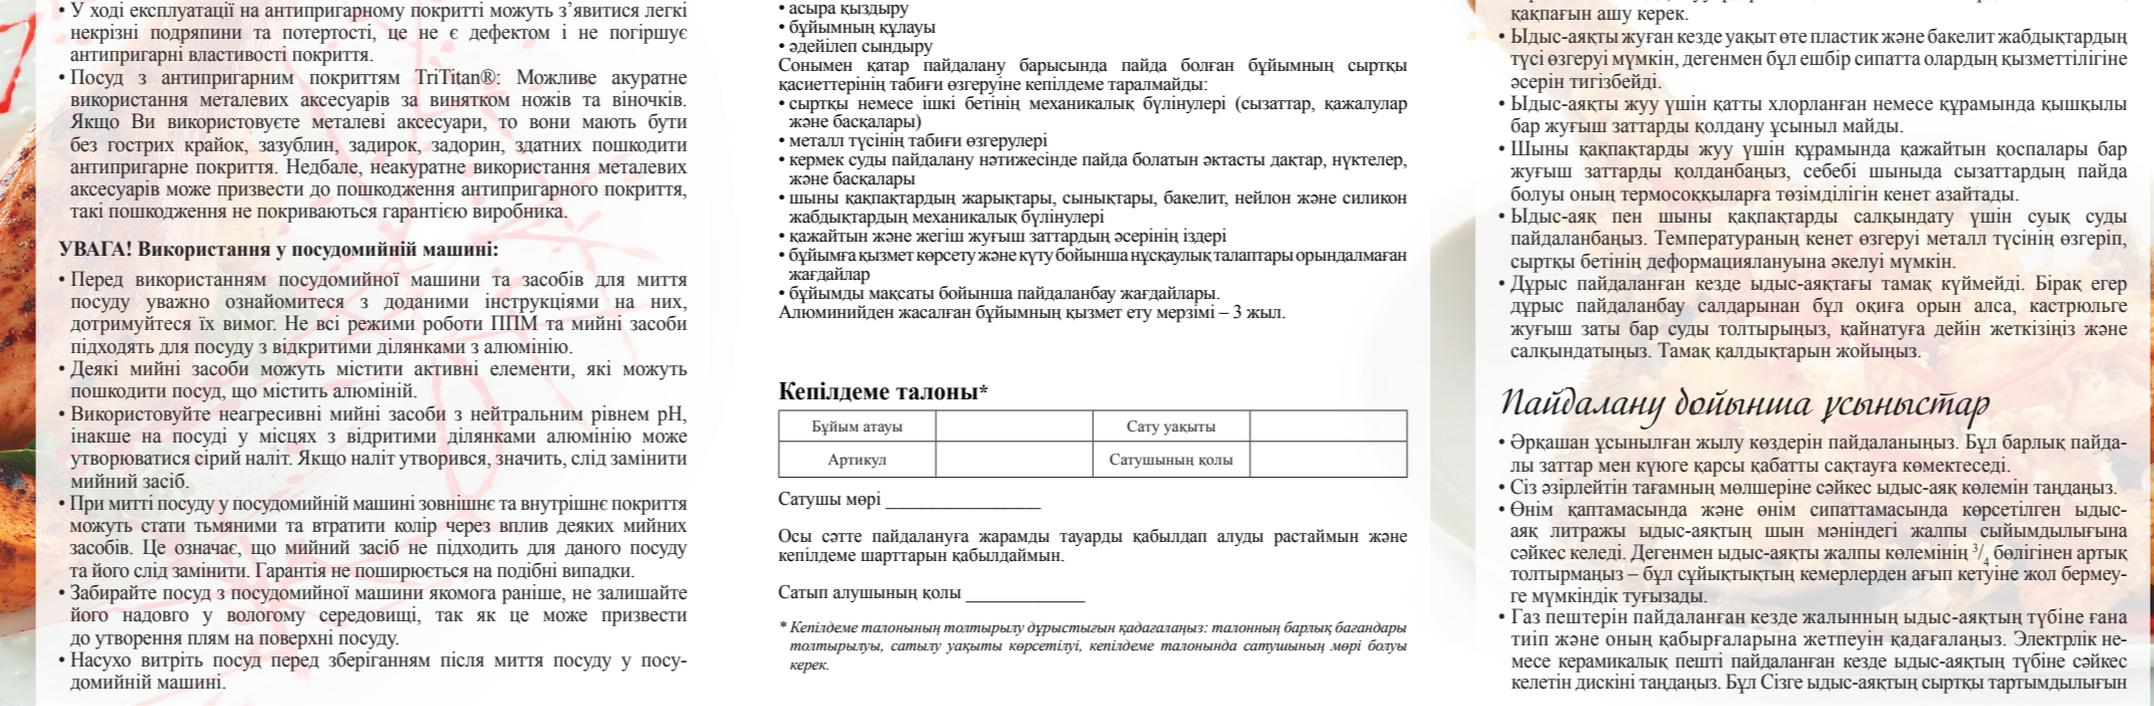 • У ході експлуатації на антипригарному покритті можуть з’явитися легкі
некрізні подряпини та потертості, це не є дефектом і не погіршує
антипригарні властивості покриття.
• Посуд з антипригарним покриттям TriTitan®: Можливе акуратне
використання металевих аксесуарів за винятком ножів та віночків.
Якщо Ви використовуєте металеві аксесуари, то вони мають бути
без гострих крайок, зазублин, задирок, задорин, здатних пошкодити
антипригарне покриття. Недбале, неакуратне використання металевих
аксесуарів може призвести до пошкодження антипригарного покриття,
такі пошкодження не покриваються гарантією виробника.
УВАГА! Використання у посудомийній машині:
• Перед використанням посудомийної машини та засобів для миття
посуду уважно ознайомитеся з доданими інструкціями на них,
дотримуйтеся їх вимог. Не всі режими роботи ППМ та мийні засоби
підходять для посуду з відкритими ділянками з алюмінію.
• Деякі мийні засоби можуть містити активні елементи, які можуть
пошкодити посуд, що містить алюміній.
• Використовуйте неагресивні мийні засоби з нейтральним рівнем pH,
інакше на посуді у місцях з відритими ділянками алюмінію може
утворюватися сірий наліт. Якщо наліт утворився, значить, слід замінити
мийний засіб.
• При митті посуду у посудомийній машині зовнішнє та внутрішнє покриття
можуть стати тьмяними та втратити колір через вплив деяких мийних
засобів. Це означає, що мийний засіб не підходить для даного посуду
та його слід замінити. Гарантія не поширюється на подібні випадки.
• Забирайте посуд з посудомийної машини якомога раніше, не залишайте
його надовго у вологому середовищі, так як це може призвести
до утворення плям на поверхні посуду.
• Насухо витріть посуд перед зберіганням після миття посуду у посу-
домийній машині.
• асыра қыздыру
• бұйымның құлауы
• әдейілеп сындыру
Сонымен қатар пайдалану барысында пайда болған бұйымның сыртқы
қасиеттерінің табиғи өзгеруіне кепілдеме таралмайды:
• сыртқы немесе ішкі бетінің механикалық бүлінулері (сызаттар, қажалулар
және басқалары)
• металл түсінің табиғи өзгерулері
• кермек суды пайдалану нәтижесінде пайда болатын әктасты дақтар, нүктелер,
және басқалары
• шыны қақпақтардың жарықтары, сынықтары, бакелит, нейлон және силикон
жабдықтардың механикалық бүлінулері
• қажайтын және жегіш жуғыш заттардың әсерінің іздері
• бұйымға қызмет көрсету және күту бойынша нұсқаулық талаптары орындалмаған
жағдайлар
• бұйымды мақсаты бойынша пайдаланбау жағдайлары.
Алюминийден жасалған бұйымның қызмет ету мерзімі – 3 жыл.
Кепілдеме талоны*
Бұйым атауы Сату уақыты
Артикул Сатушының қолы
Сатушы мөрі _________________
Осы сәтте пайдалануға жарамды тауарды қабылдап алуды растаймын және
кепілдеме шарттарын қабылдаймын.
Сатып алушының қолы _____________
* Кепілдеме талонының толтырылу дұрыстығын қадағалаңыз: талонның барлық бағандары
толтырылуы, сатылу уақыты көрсетілуі, кепілдеме талонында сатушының мөрі болуы
керек.
қақпағын ашу керек.
• Ыдыс-аяқты жуған кезде уақыт өте пластик және бакелит жабдықтардың
түсі өзгеруі мүмкін, дегенмен бұл ешбір сипатта олардың қызметтілігіне
әсерін тигізбейді.
• Ыдыс-аяқты жуу үшін қатты хлорланған немесе құрамында қышқылы
бар жуғыш заттарды қолдану ұсыныл майды.
• Шыны қақпақтарды жуу үшін құрамында қажайтын қоспалары бар
жуғыш заттарды қолданбаңыз, себебі шыныда сызаттардың пайда
болуы оның термосоққыларға төзімділігін кенет азайтады.
• Ыдыс-аяқ пен шыны қақпақтарды салқындату үшін суық суды
пайдаланбаңыз. Температураның кенет өзгеруі металл түсінің өзгеріп,
сыртқы бетінің деформациялануына әкелуі мүмкін.
• Дұрыс пайдаланған кезде ыдыс-аяқтағы тамақ күймейді. Бірақ егер
дұрыс пайдаланбау салдарынан бұл оқиға орын алса, кастрюльге
жуғыш заты бар суды толтырыңыз, қайнатуға дейін жеткізіңіз және
салқындатыңыз. Тамақ қалдықтарын жойыңыз.
Пайдалану бойынша ұсыныстар
• Әрқашан ұсынылған жылу көздерін пайдаланыңыз. Бұл барлық пайда-
лы заттар мен күюге қарсы қабатты сақтауға көмектеседі.
• Сіз әзірлейтін тағамның мөлшеріне сәйкес ыдыс-аяқ көлемін таңдаңыз.
• Өнім қаптамасында және өнім сипаттамасында көрсетілген ыдыс-
аяқ литражы ыдыс-аяқтың шын мәніндегі жалпы сыйымдылығына
сәйкес келеді. Дегенмен ыдыс-аяқты жалпы көлемінің 3/4 бөлігінен артық
толтырмаңыз – бұл сұйықтықтың кемерлерден ағып кетуіне жол бермеу-
ге мүмкіндік туғызады.
• Газ пештерін пайдаланған кезде жалынның ыдыс-аяқтың түбіне ғана
тиіп және оның қабырғаларына жетпеуін қадағалаңыз. Электрлік не-
месе керамикалық пешті пайдаланған кезде ыдыс-аяқтың түбіне сәйкес
келетін дискіні таңдаңыз. Бұл Сізге ыдыс-аяқтың сыртқы тартымдылығын